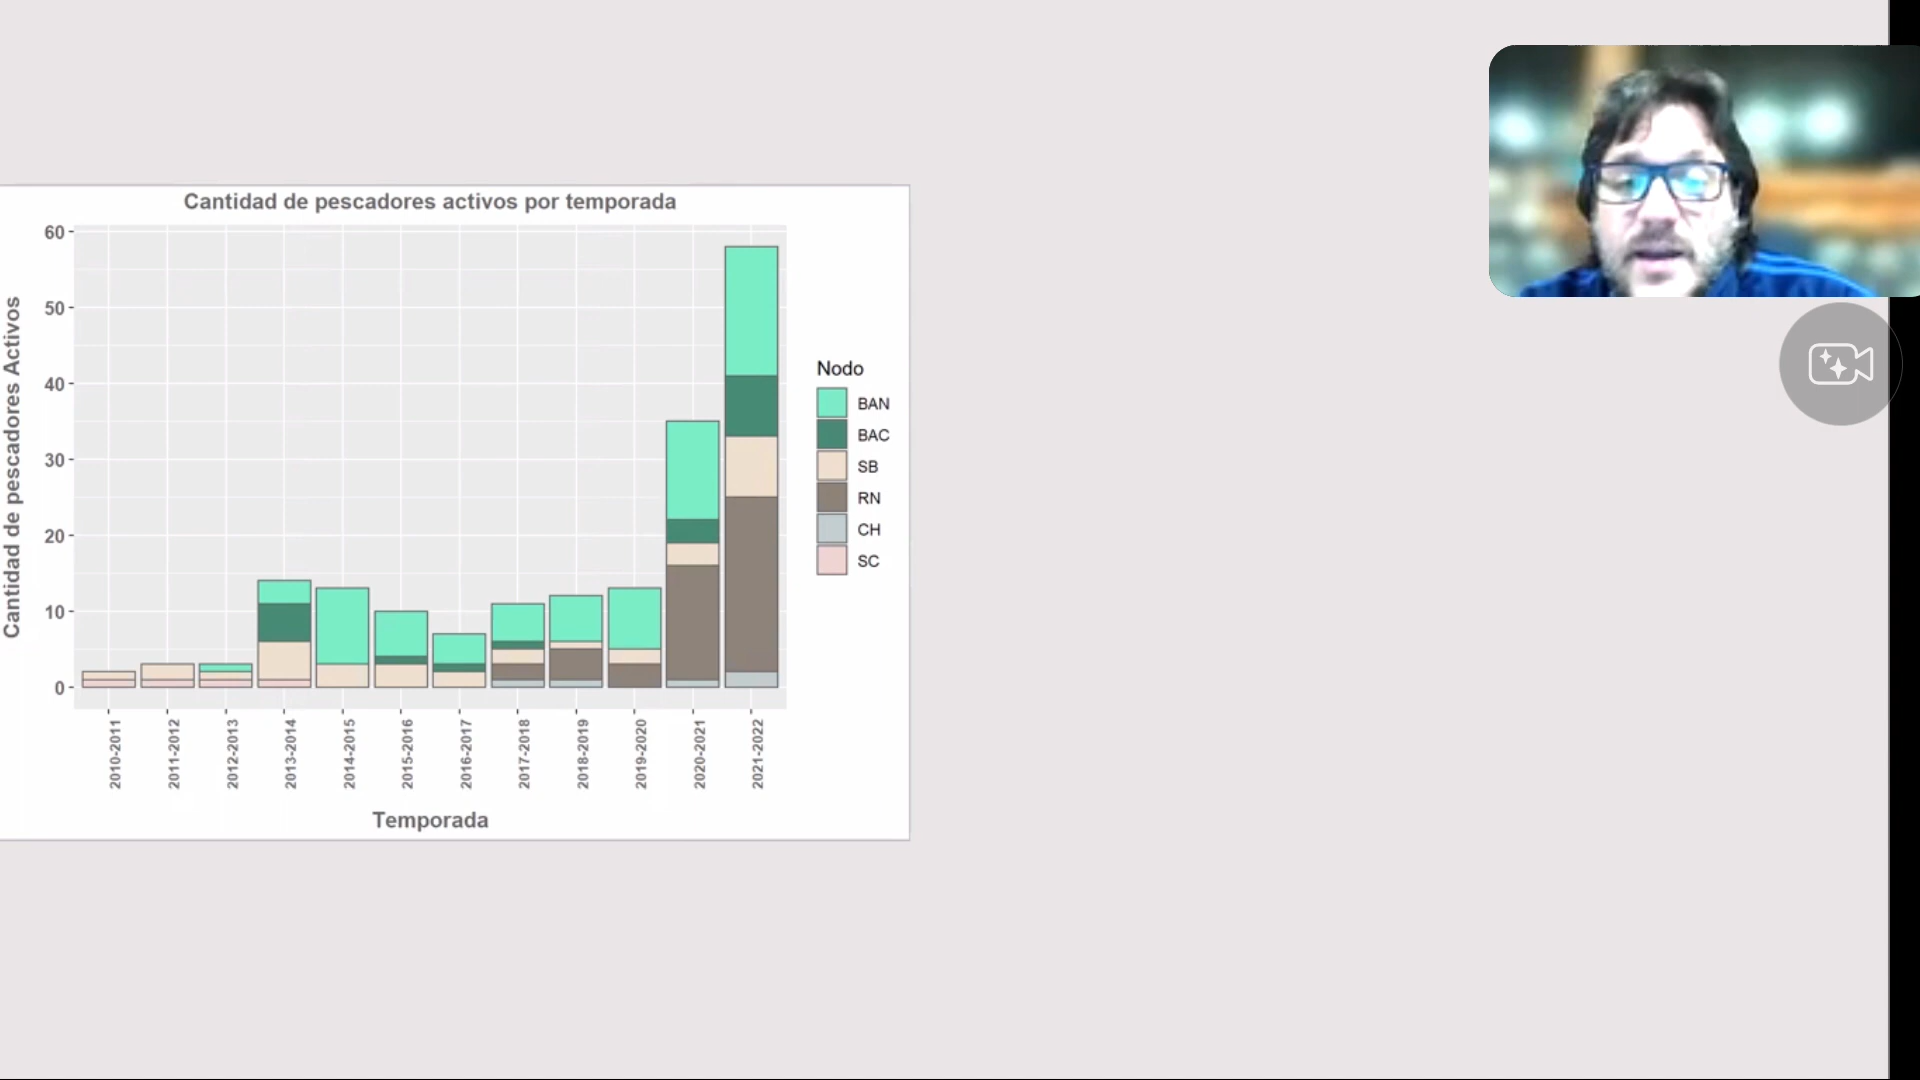 Cantidad de pescadores activos por temporada
Cantidad de pescadores Activos
60
50
40
30
20
10
0
2010-2011
2011-2012
2012-2013
2013-2014
2014-2015
2015-2016
2016-2017
2017-2018
2018-2019
2019-2020
2020-2021
2021-2022
Temporada
Nodo
BAN
BAC
SB
RN
CH
SC